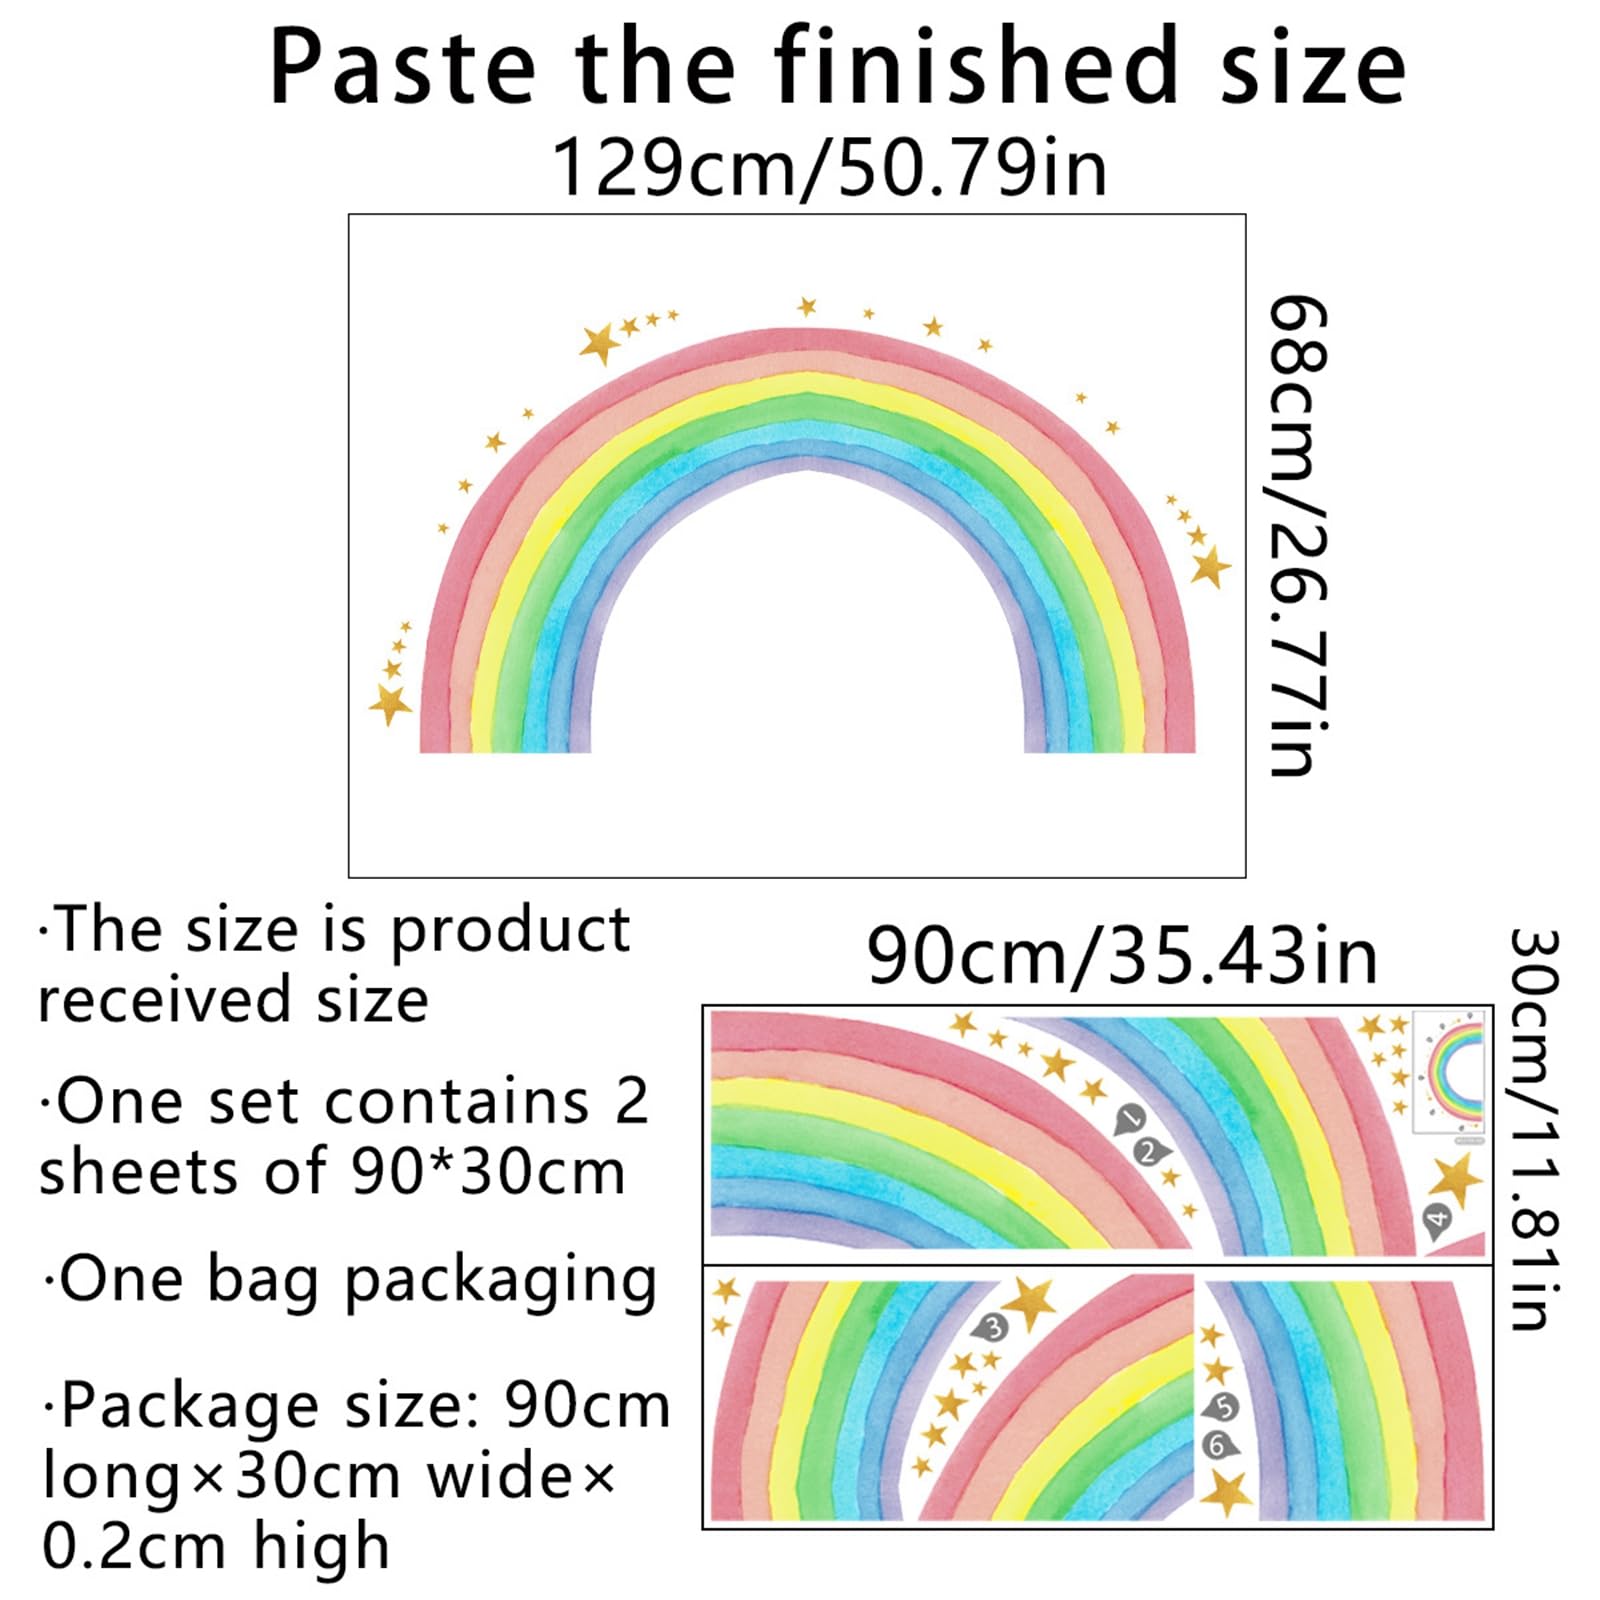 Paste the finished size
129cm/50.79in
68cm/26.77in
·The size is product
received size
·One set contains 2
sheets of 90*30cm
·One bag packaging
·Package size: 90cm
long×30cm wide×
0.2cm high
90cm/35.43in
30cm/11.81in
1
2
4
3
5
6